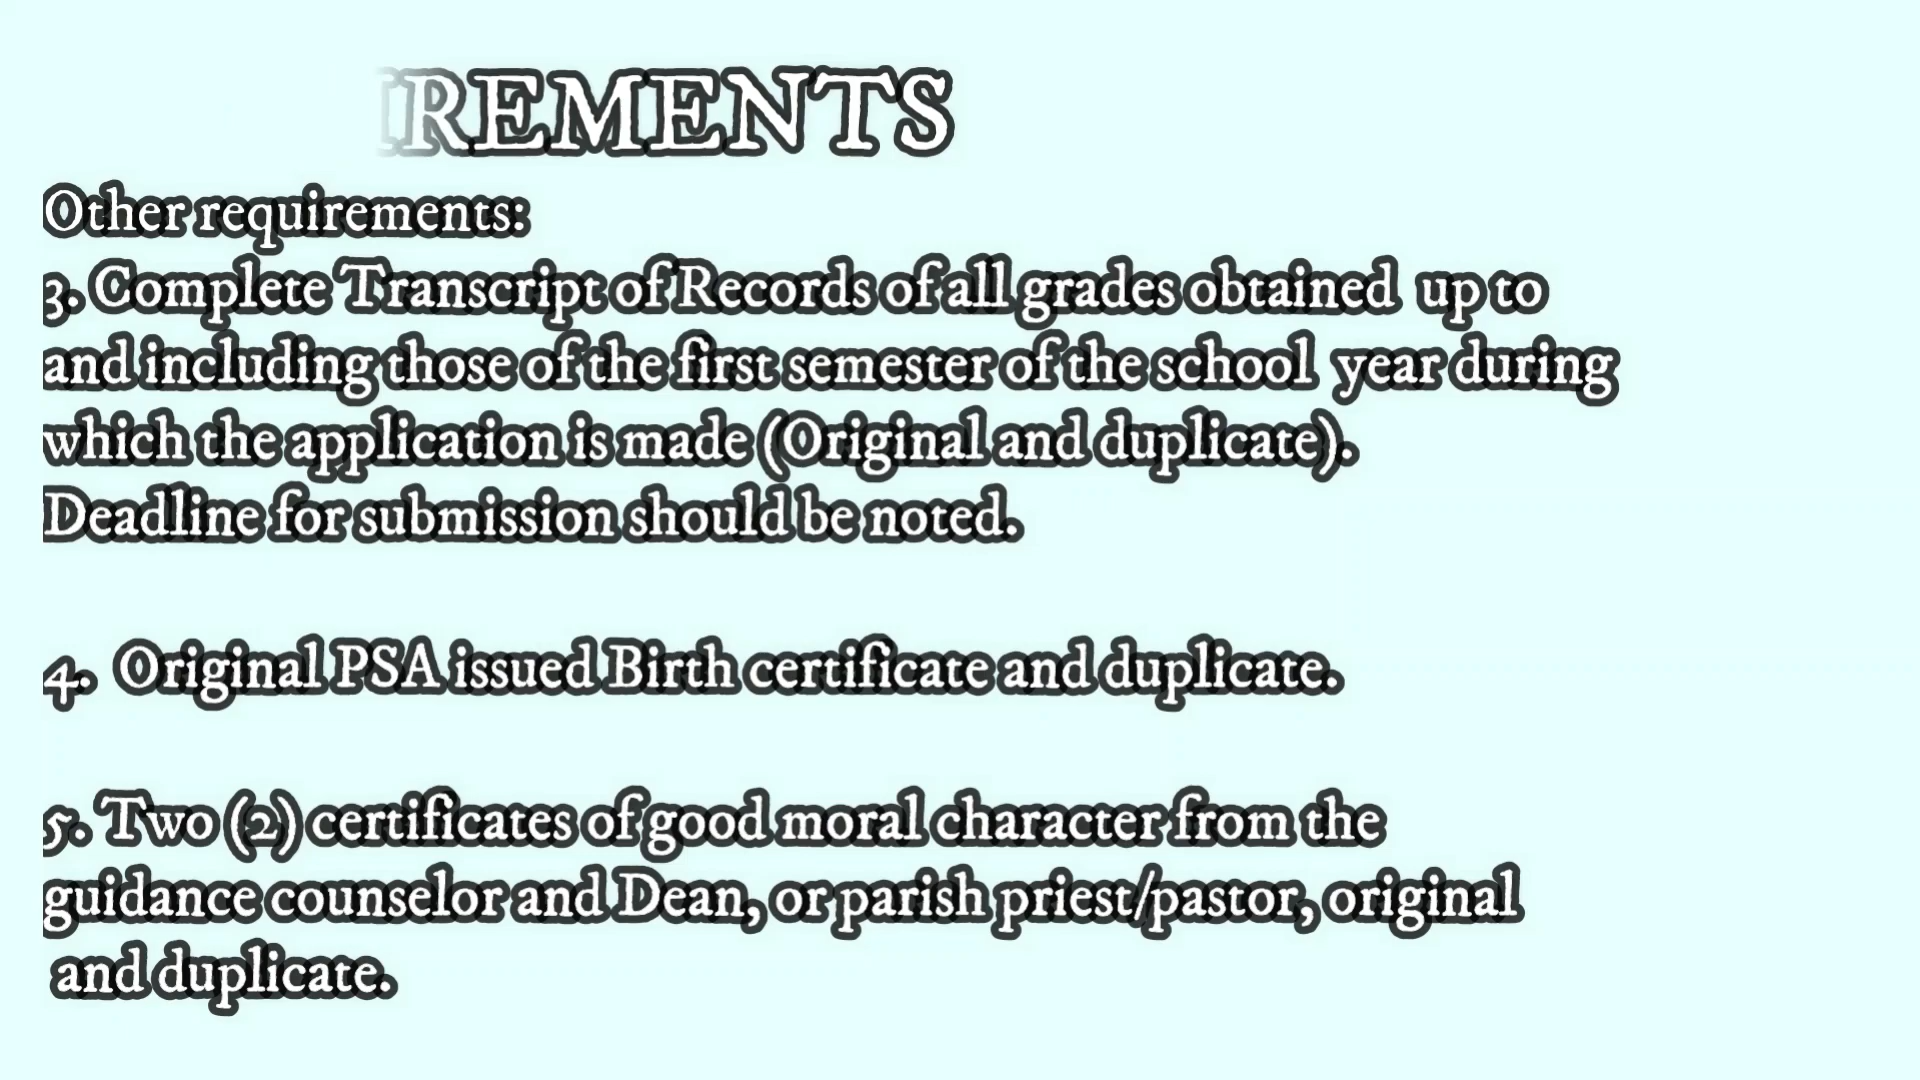 IREMENTS
Other requirements:
3. Complete Transcript of Records of all grades obtained up to
and including those of the first semester of the school year during
which the application is made (Original and duplicate).
Deadline for submission should be noted.
4. Original PSA issued Birth certificate and duplicate.
5. Two (2) certificates of good moral character from the
guidance counselor and Dean, or parish priest/pastor, original
and duplicate.